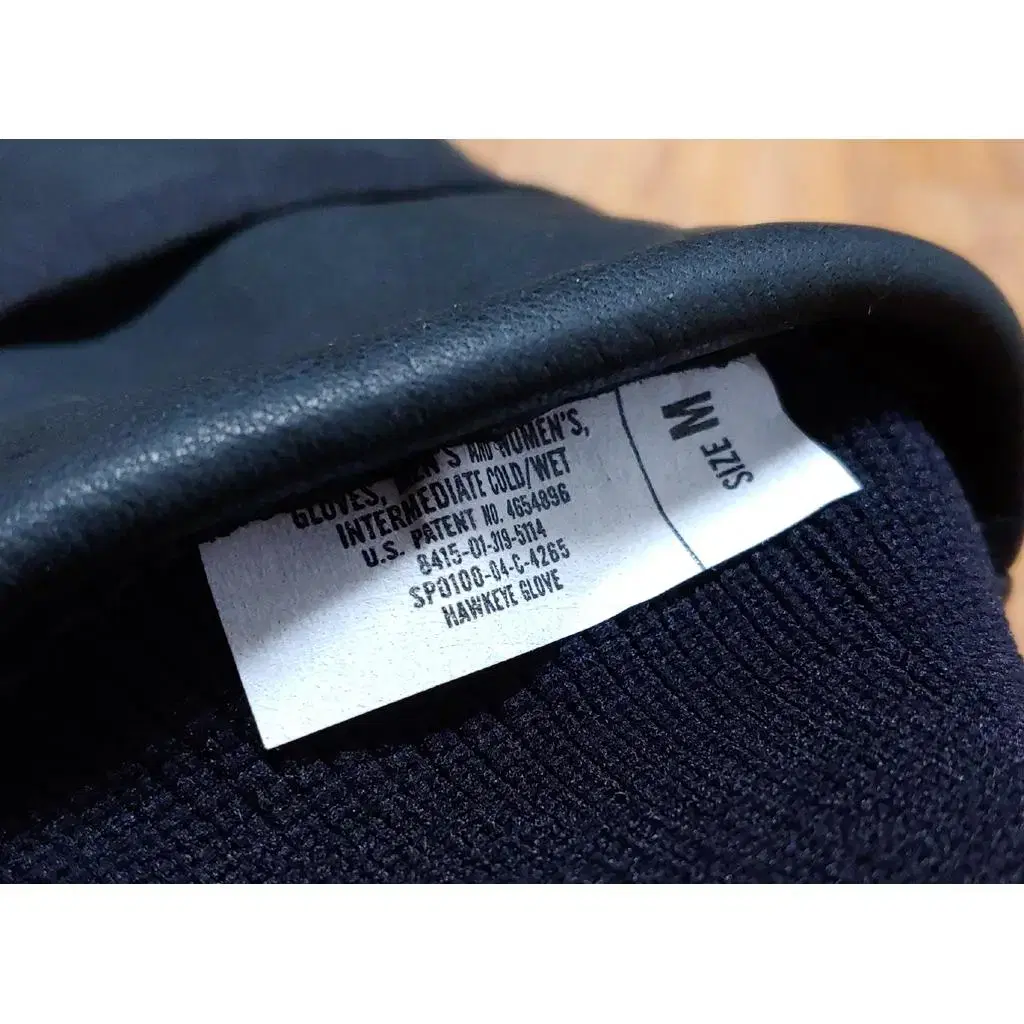 GLOVES, MEN'S AND WOMEN'S,
INTERMEDIATE COLD/WET
U.S. PATENT NO. 4654896
8415-01-319-5114
SP0100-04-C-4265
HAWKEYE GLOVE
SIZE M